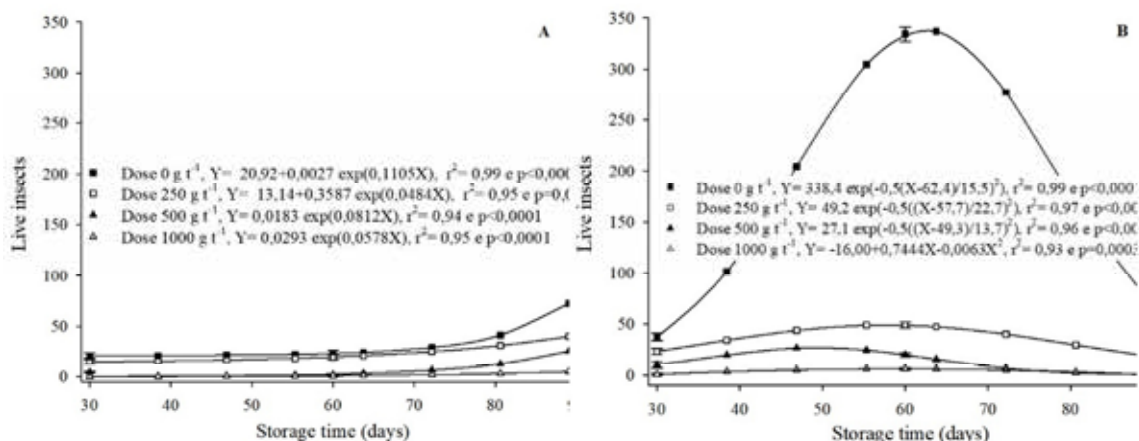 A
350
300
250
200
150
100
50
0
Live insects
Dose 0 g t⁻¹, Y= 20,92+0,0027 exp(0,1105X), r²= 0,99 e p<0,000
Dose 250 g t⁻¹, Y= 13,14+0,3587 exp(0,0484X), r²= 0,95 e p=0,0
Dose 500 g t⁻¹, Y=0,0183 exp(0,0812X), r²= 0,94 e p<0,0001
Dose 1000 g t⁻¹, Y=0,0293 exp(0,0578X), r²= 0,95 e p<0,0001
30 40 50 60 70 80
Storage time (days)
B
350
300
250
200
150
100
50
0
Live insects
Dose 0 g t⁻¹, Y= 338,4 exp(-0,5(X-62,4)/15,5)²), r²= 0,99 e p<0,000
Dose 250 g t⁻¹, Y= 49,2 exp(-0,5((X-57,7)/22,7)²), r²= 0,97 e p<0,00
Dose 500 g t⁻¹, Y= 27,1 exp(-0,5((X-49,3)/13,7)²), r²= 0,96 e p<0,00
Dose 1000 g t⁻¹, Y= -16,00+0,7444X-0,0063X², r²= 0,93 e p=0,0003
30 40 50 60 70 80
Storage time (days)